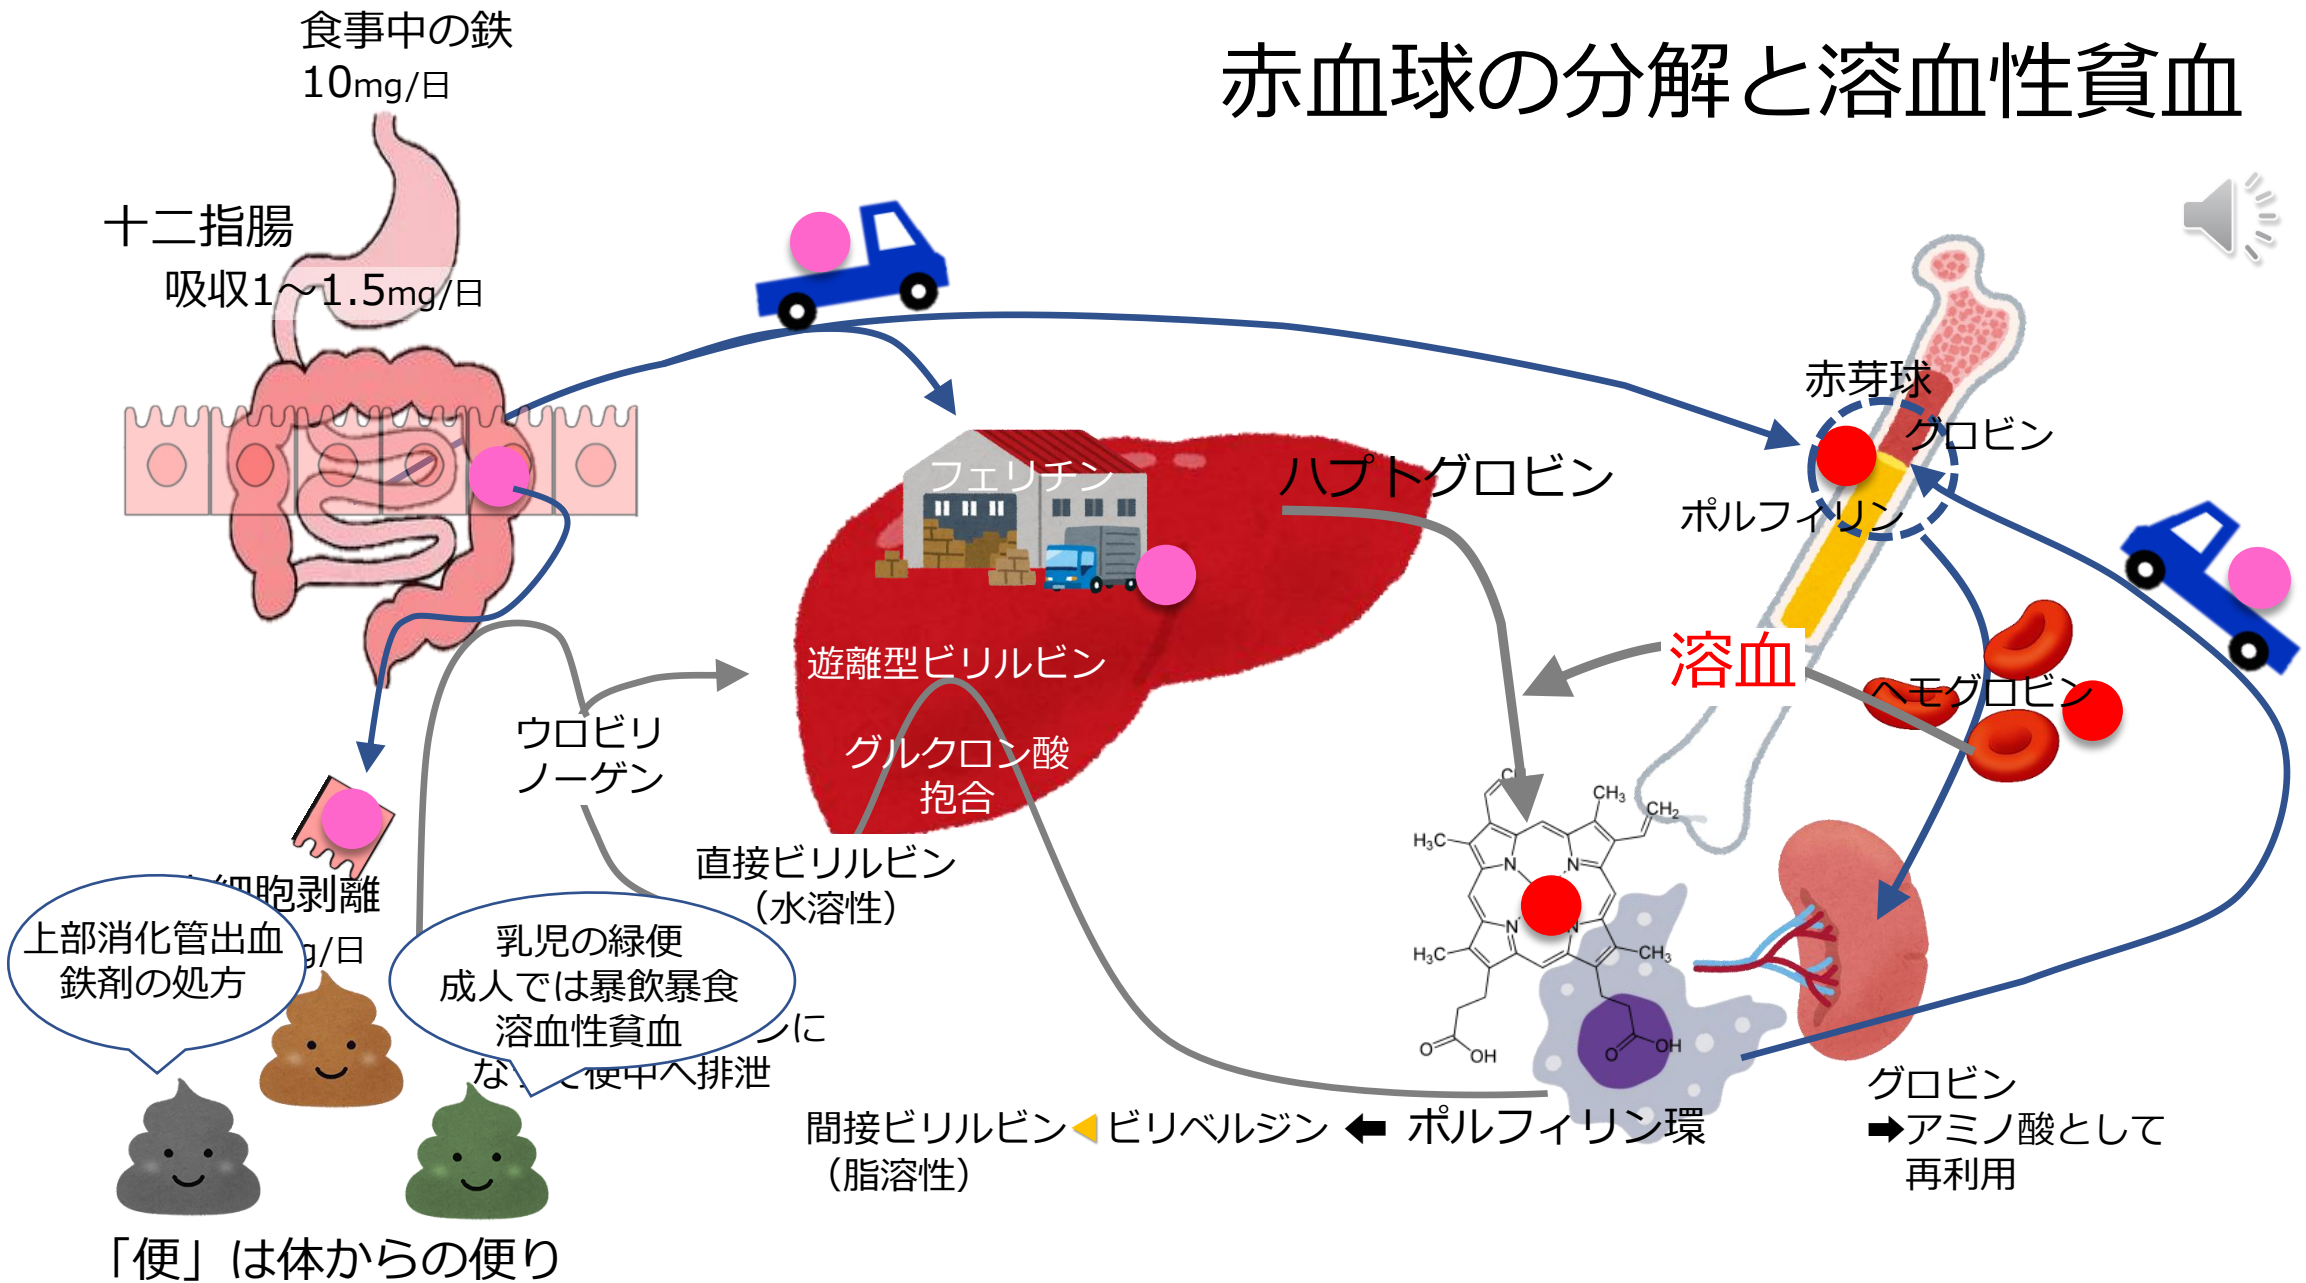 食事中の鉄
10mg/日
赤血球の分解と溶血性貧血
十二指腸
吸収1～1.5mg/日
赤芽球
グロビン
ポルフィリン
フェリチン
ハプトグロビン
遊離型ビリルビン
グルクロン酸
抱合
溶血
ヘモグロビン
ウロビリ
ノーゲン
直接ビリルビン
（水溶性）
細胞剥離
g/日
上部消化管出血
鉄剤の処方
乳児の緑便
成人では暴飲暴食
溶血性貧血
ンに
便中へ排泄
CH₃
CH₂
H₃C
N
N
N
H₃C
CH₃
O
OH
O
OH
間接ビリルビン
（脂溶性）
ビリベルジン
ポルフィリン環
グロビン
➡アミノ酸として
再利用
「便」は体からの便り